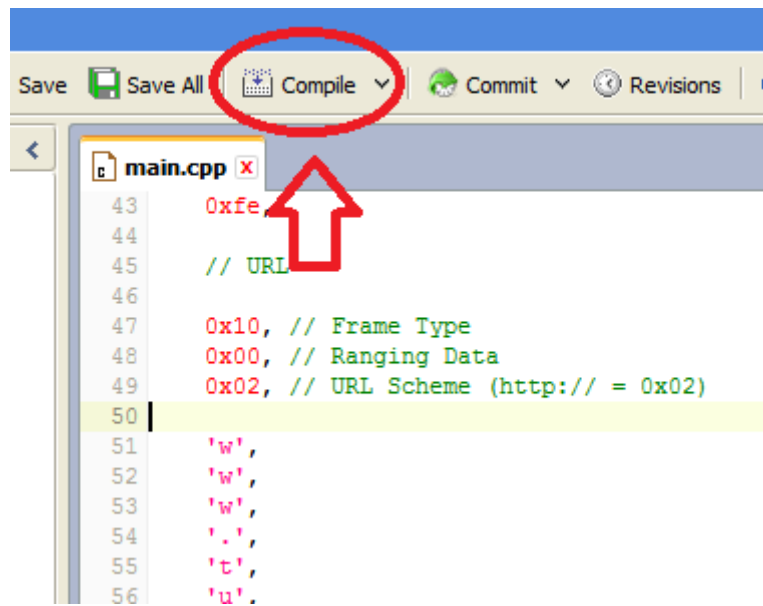 Save Save All Compile Commit Revisions
main.cpp
43 0xfe,
44
45 // URL
46
47 0x10, // Frame Type
48 0x00, // Ranging Data
49 0x02, // URL Scheme (http:// = 0x02)
50
51 'w',
52 'w',
53 'w',
54 '.',
55 't',
56 'u',